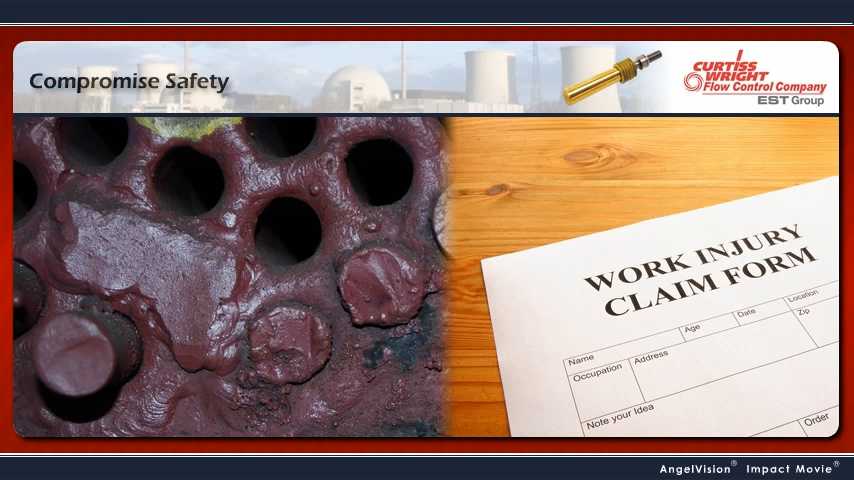 Compromise Safety
CURTISS
WRIGHT
Flow Control Company
EST Group
WORK INJURY
CLAIM FORM
Name
Age
Date
Location
Occupation
Address
Zip
Note your Idea
Order
AngelVision® Impact Movie®